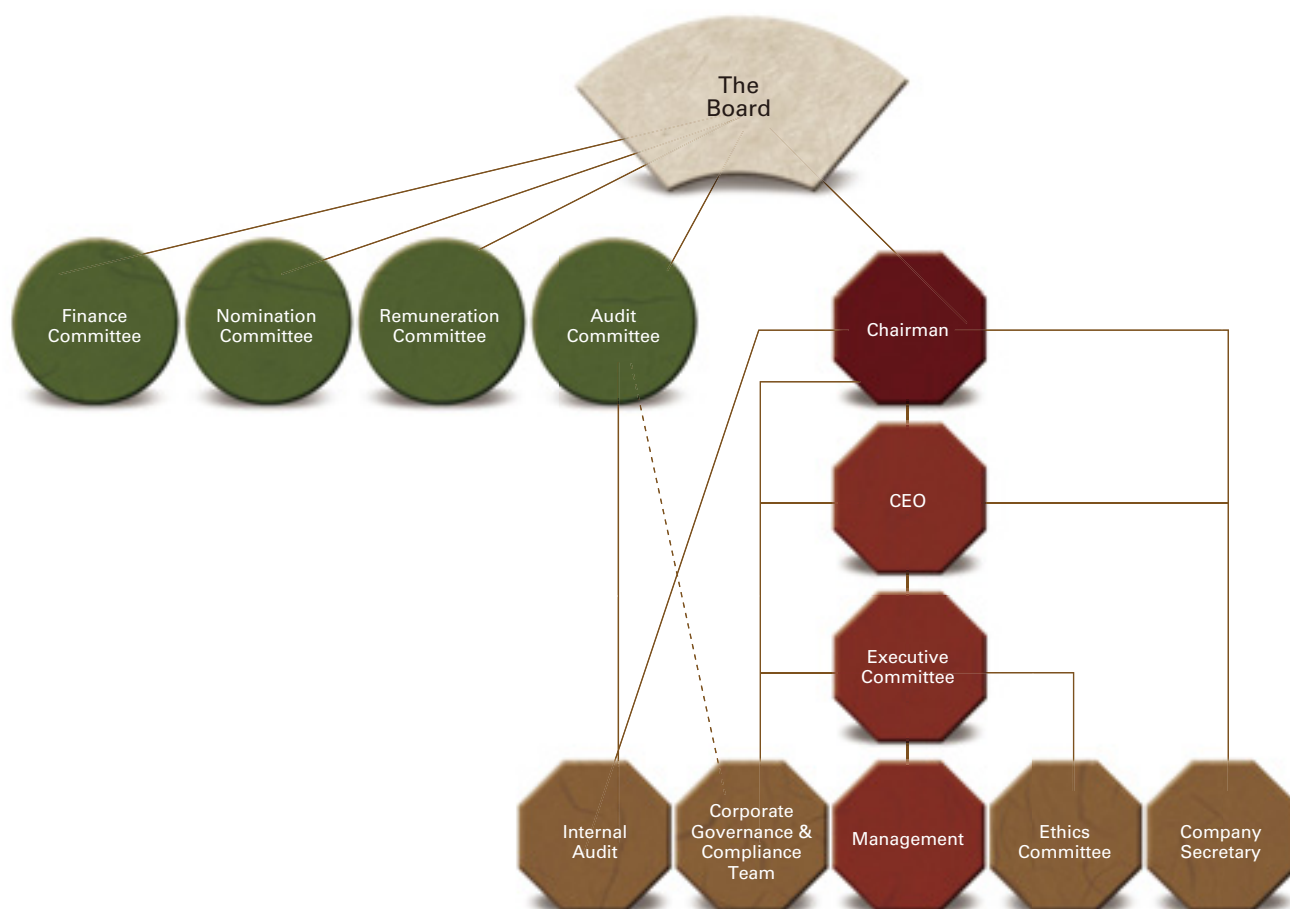 The
Board
Finance
Committee
Nomination
Committee
Remuneration
Committee
Audit
Committee
Chairman
CEO
Executive
Committee
Internal
Audit
Corporate
Governance &
Compliance
Team
Management
Ethics
Committee
Company
Secretary